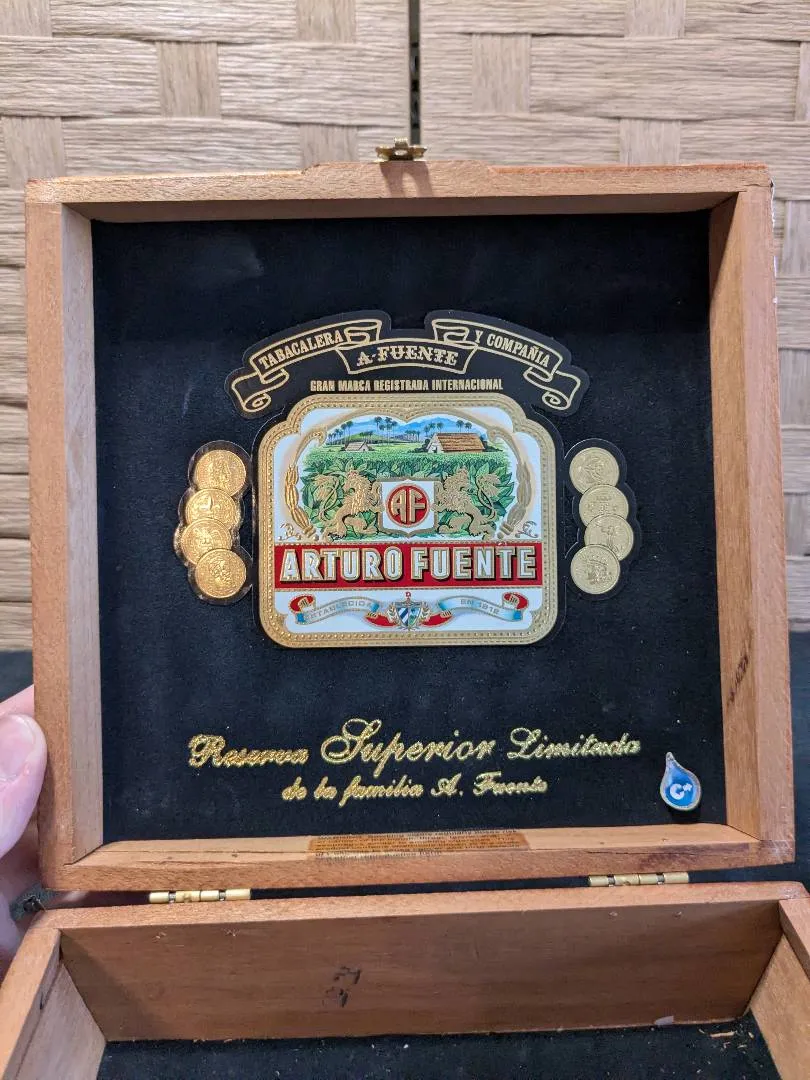 TABACALERA A·FUENTE Y COMPAÑIA
GRAN MARCA REGISTRADA INTERNACIONAL
AF
ARTURO FUENTE
ESTABLECIDA EN 1912
Reserva Superior Limitada
de la familia A. Fuente
C+